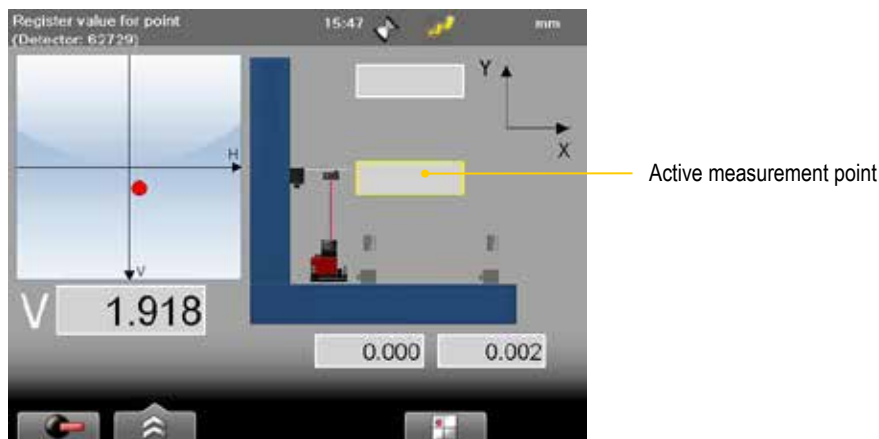 Register value for point
(Detector: 62729)
15:47
mm
Y
X
H
V
V 1.918
0.000
0.002
Active measurement point